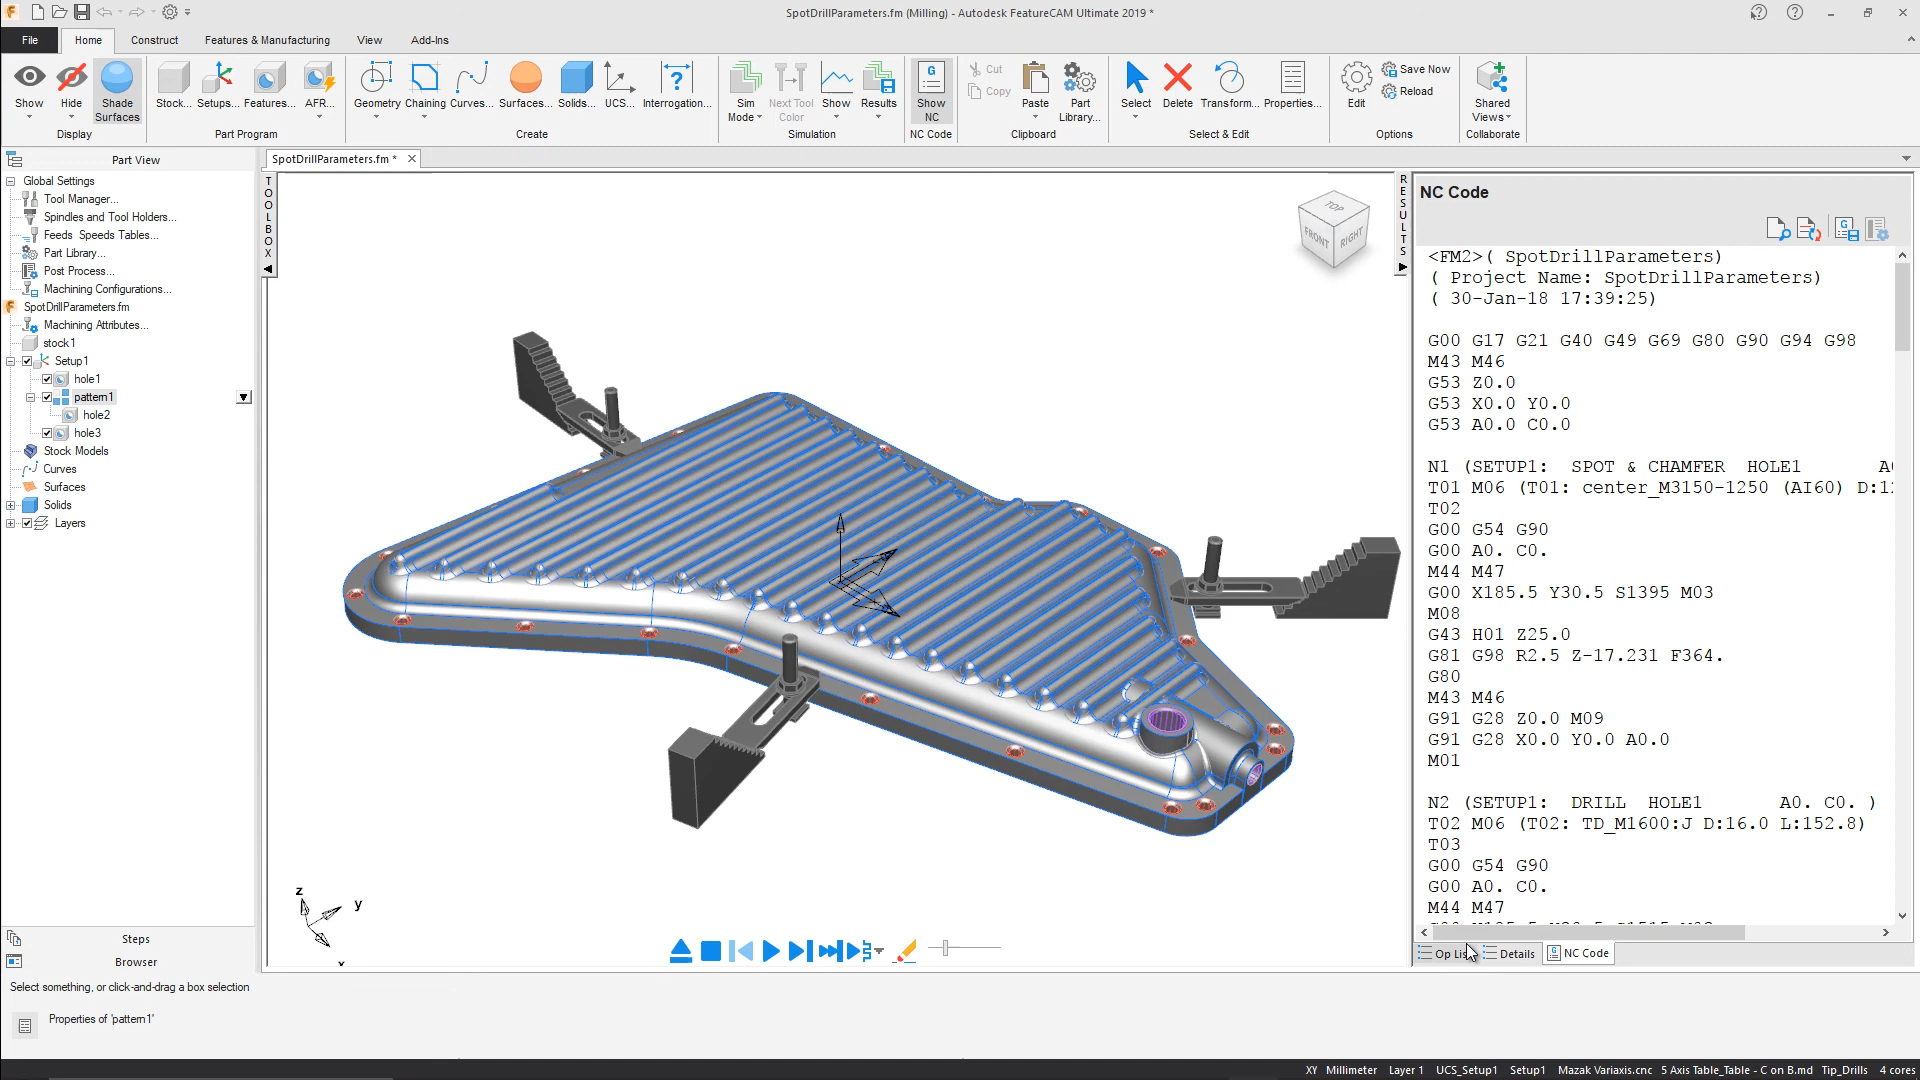 SpotDrillParameters.fm (Milling) - Autodesk FeatureCAM Ultimate 2019 *
File Home Construct Features & Manufacturing View Add-Ins
Show Hide Shade Surfaces Stock... Setups... Features... AFR... Geometry... Chaining Curves... Surfaces... Solids... UCS... Interrogation... Sim Mode Next Tool Color Show Results Show NC Cut Copy Paste Part Library... Select Delete Transform... Properties... Edit Save Now Reload Shared Views
Display Part Program Create Simulation NC Code Clipboard Select & Edit Options Collaborate
Part View
Global Settings
Tool Manager...
Spindles and Tool Holders...
Feeds Speeds Tables...
Part Library...
Post Process...
Machining Configurations...
SpotDrillParameters.fm
Machining Attributes...
stock1
Setup1
hole1
pattern1
hole2
hole3
Stock Models
Curves
Surfaces
Solids
Layers
Steps
Browser
SpotDrillParameters.fm *
TOOLBOX
TOP
FRONT
RIGHT
z
y
RESULTS
NC Code
<FM2>( SpotDrillParameters)
( Project Name: SpotDrillParameters)
( 30-Jan-18 17:39:25)
G00 G17 G21 G40 G49 G69 G80 G90 G94 G98
M43 M46
G53 Z0.0
G53 X0.0 Y0.0
G53 A0.0 C0.0
N1 (SETUP1: SPOT & CHAMFER HOLE1
T01 M06 (T01: center_M3150-1250 (AI60)
T02
G00 G54 G90
G00 A0. C0.
M44 M47
G00 X185.5 Y30.5 S1395 M03
M08
G43 H01 Z25.0
G81 G98 R2.5 Z-17.231 F364.
G80
M43 M46
G91 G28 Z0.0 M09
G91 G28 X0.0 Y0.0 A0.0
M01
N2 (SETUP1: DRILL HOLE1 A0. C0. )
T02 M06 (T02: TD_M1600:J D:16.0 L:152.8)
T03
G00 G54 G90
G00 A0. C0.
M44 M47
Op Details NC Code
Select something, or click-and-drag a box selection
Properties of 'pattern1'
XY Millimeter Layer 1 UCS_Setup1 Setup1 Mazak Variaxis.cnc 5 Axis Table_Table - C on B.md Tip_Drills 4 cores